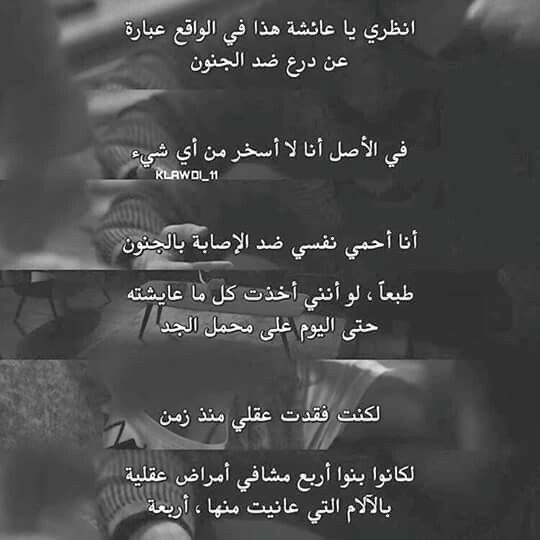 انظري يا عائشة هذا في الواقع عبارة
عن درع ضد الجنون
في الأصل أنا لا أسخر من أي شيء
KLAWDI_11
أنا أحمي نفسي ضد الإصابة بالجنون
طبعاً ، لو أنني أخذت كل ما عايشته
حتى اليوم على محمل الجد
لكنت فقدت عقلي منذ زمن
لكانوا بنوا أربع مشافي أمراض عقلية
بالآلام التي عانيت منها ، أربعة